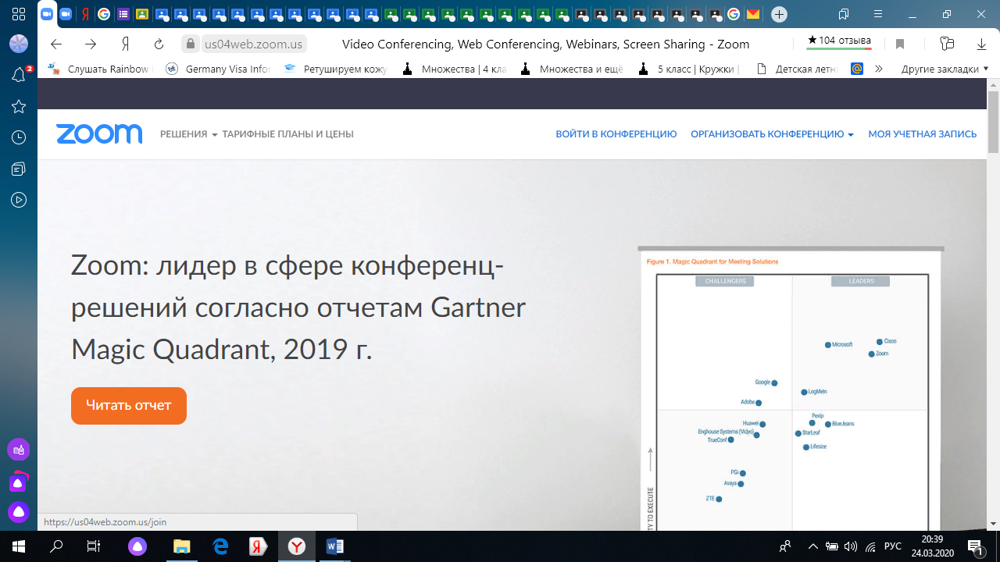 2
us04web.zoom.us
Video Conferencing, Web Conferencing, Webinars, Screen Sharing - Zoom
★104 отзыва
Слушать Rainbow
Germany Visa Infor
Ретушируем кожу
Множества | 4 кла
Множества и ещё
5 класс | Кружки |
Детская летн
»
Другие закладки
zoom
РЕШЕНИЯ
ТАРИФНЫЕ ПЛАНЫ И ЦЕНЫ
ВОЙТИ В КОНФЕРЕНЦИЮ
ОРГАНИЗОВАТЬ КОНФЕРЕНЦИЮ
МОЯ УЧЕТНАЯ ЗАПИСЬ
Zoom: лидер в сфере конференц-
решений согласно отчетам Gartner
Magic Quadrant, 2019 г.
Читать отчет
Figure 1. Magic Quadrant for Meeting Solutions
CHALLENGERS
LEADERS
Microsoft
Cisco
Zoom
Google
LogMeIn
Adobe
Pexip
Huawei
BlueJeans
Enghouse Systems (Vidyo)
StarLeaf
TrueConf
Lifesize
PGi
Avaya
ZTE
TY TO EXECUTE
https://us04web.zoom.us/join
РУС
20:39
24.03.2020
1